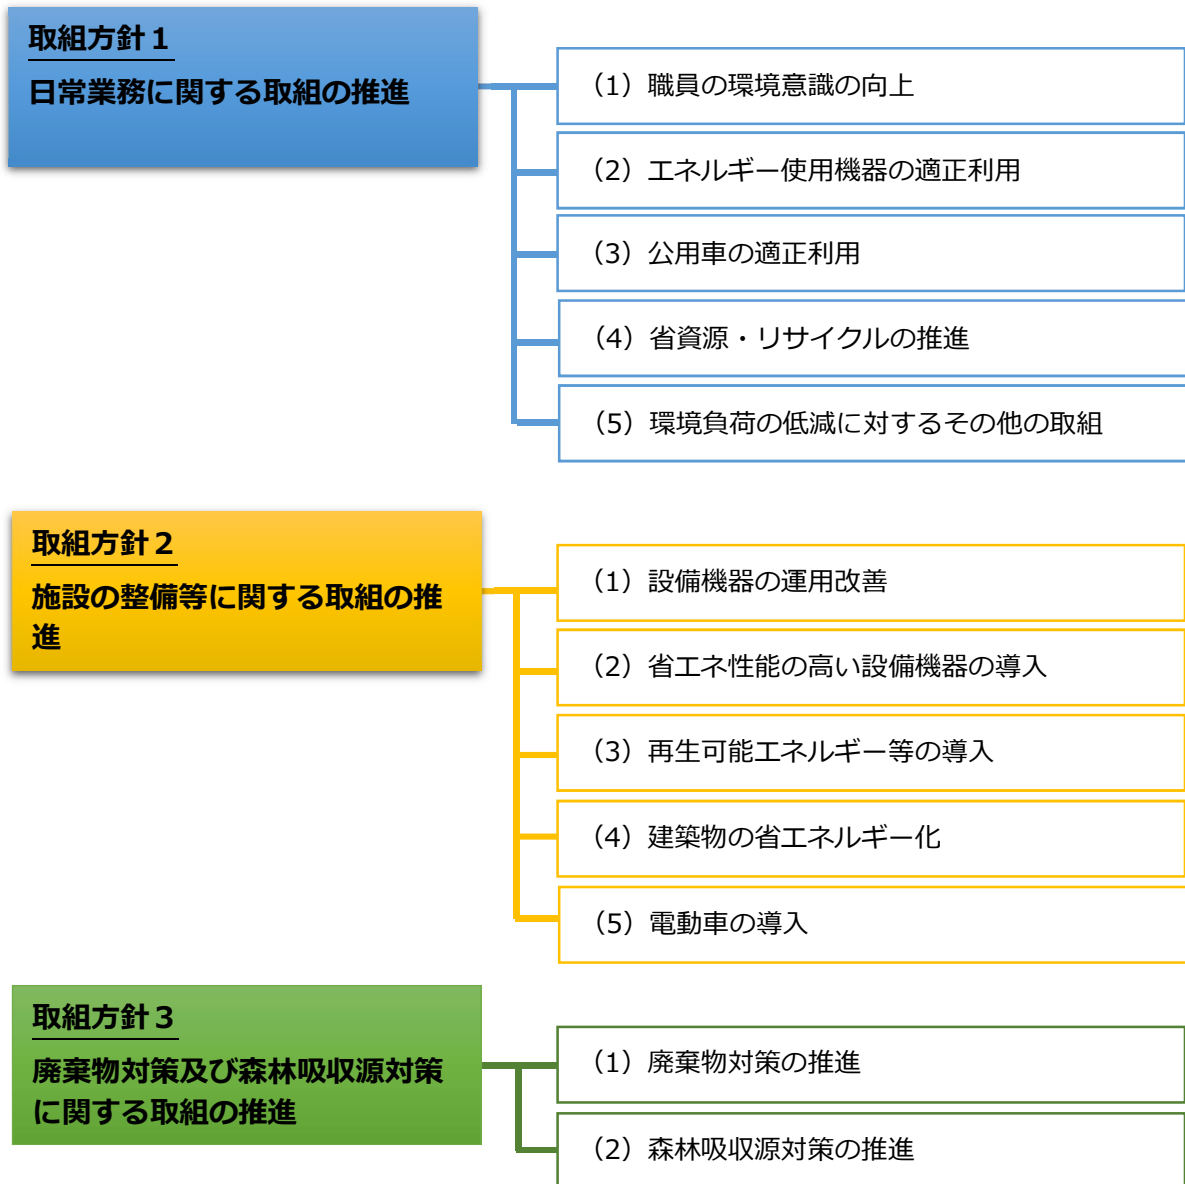 取組方針１
日常業務に関する取組の推進
（1）職員の環境意識の向上
（2）エネルギー使用機器の適正利用
（3）公用車の適正利用
（4）省資源・リサイクルの推進
（5）環境負荷の低減に対するその他の取組
取組方針２
施設の整備等に関する取組の推
進
（1）設備機器の運用改善
（2）省エネ性能の高い設備機器の導入
（3）再生可能エネルギー等の導入
（4）建築物の省エネルギー化
（5）電動車の導入
取組方針３
廃棄物対策及び森林吸収源対策
に関する取組の推進
（1）廃棄物対策の推進
（2）森林吸収源対策の推進